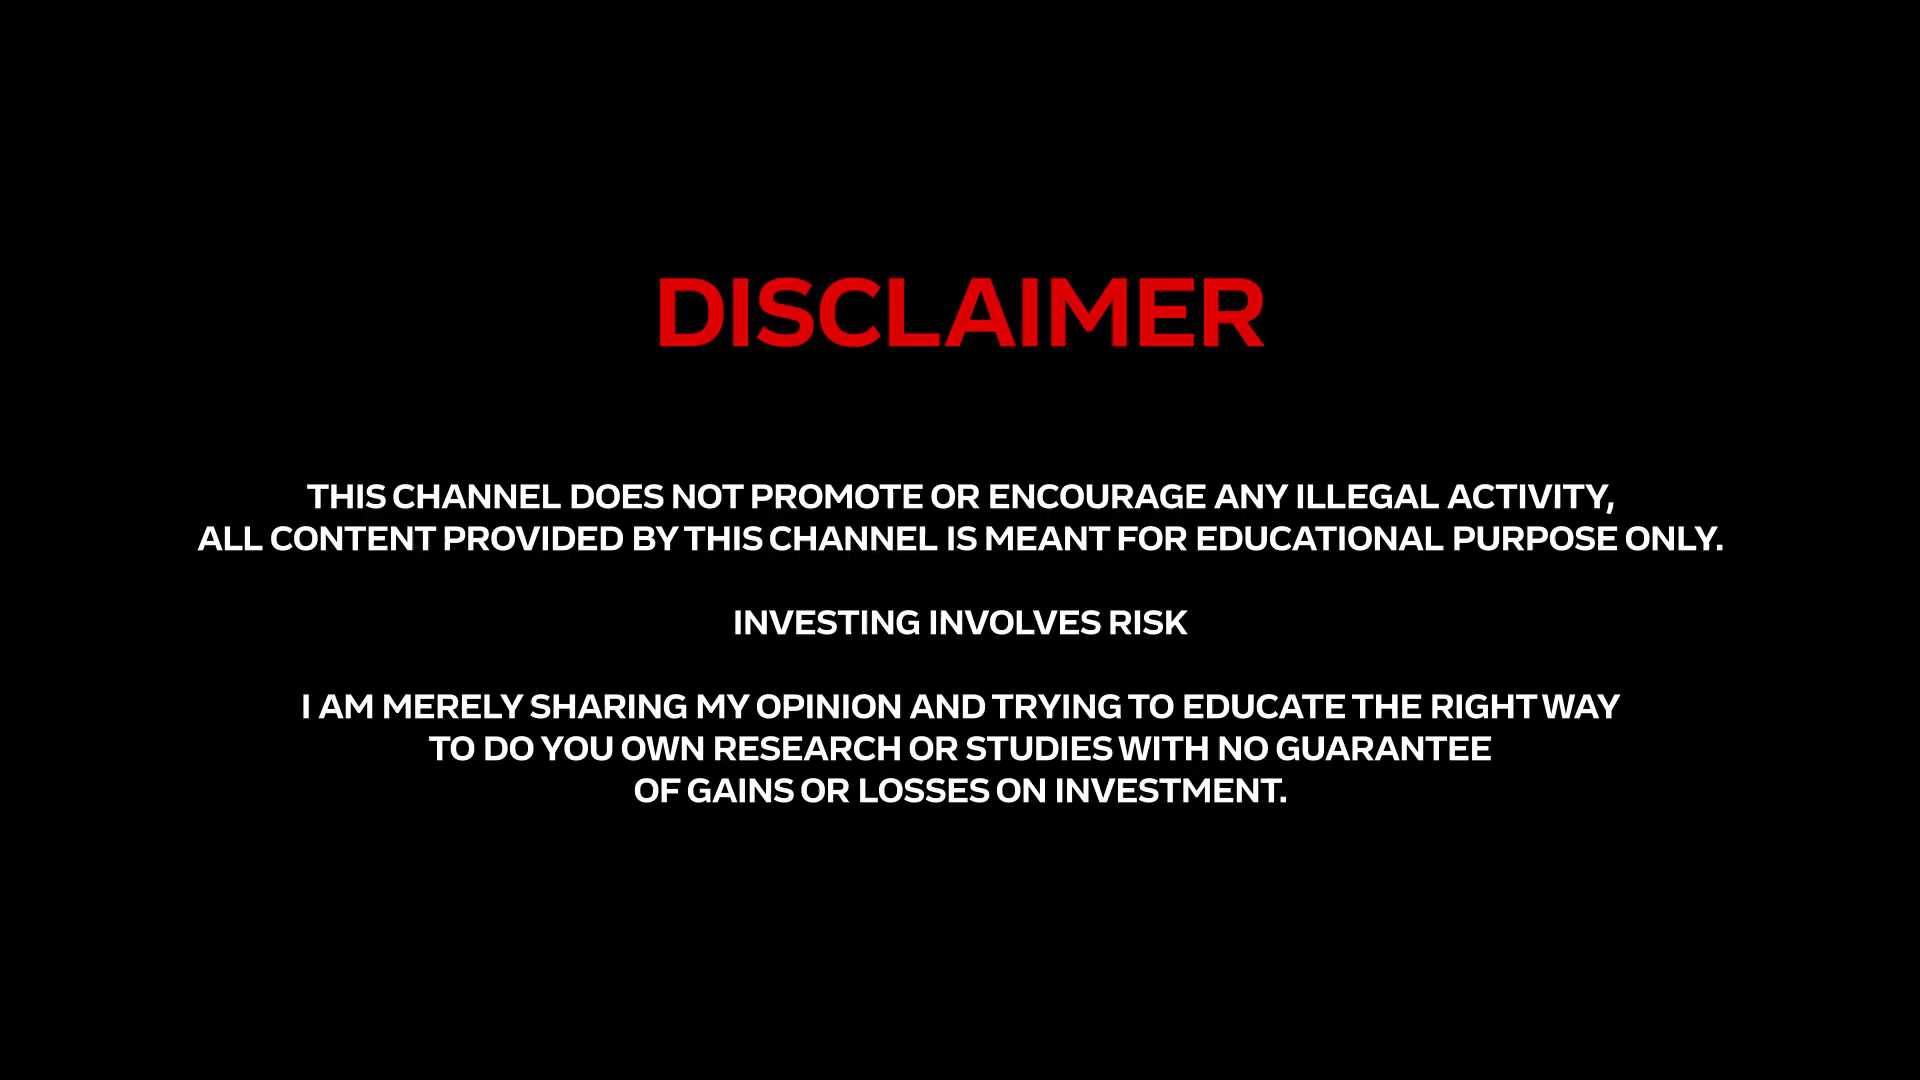 DISCLAIMER
THIS CHANNEL DOES NOT PROMOTE OR ENCOURAGE ANY ILLEGAL ACTIVITY,
ALL CONTENT PROVIDED BY THIS CHANNEL IS MEANT FOR EDUCATIONAL PURPOSE ONLY.
INVESTING INVOLVES RISK
I AM MERELY SHARING MY OPINION AND TRYING TO EDUCATE THE RIGHT WAY
TO DO YOU OWN RESEARCH OR STUDIES WITH NO GUARANTEE
OF GAINS OR LOSSES ON INVESTMENT.